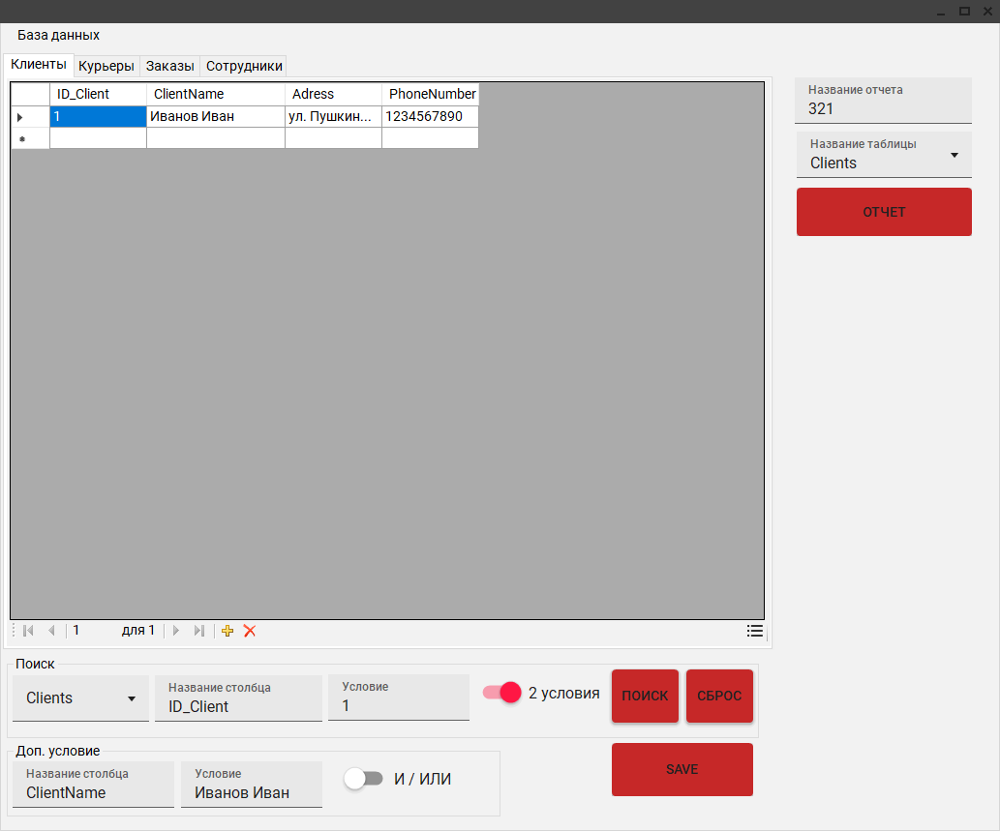 База данных
Клиенты Курьеры Заказы Сотрудники
ID_Client ClientName Adress PhoneNumber
1 Иванов Иван ул. Пушкин... 1234567890
1 для 1
Название отчета
321
Название таблицы
Clients
ОТЧЕТ
Поиск
Clients
Название столбца
ID_Client
Условие
1
2 условия
ПОИСК
СБРОС
Доп. условие
Название столбца
ClientName
Условие
Иванов Иван
И / ИЛИ
SAVE